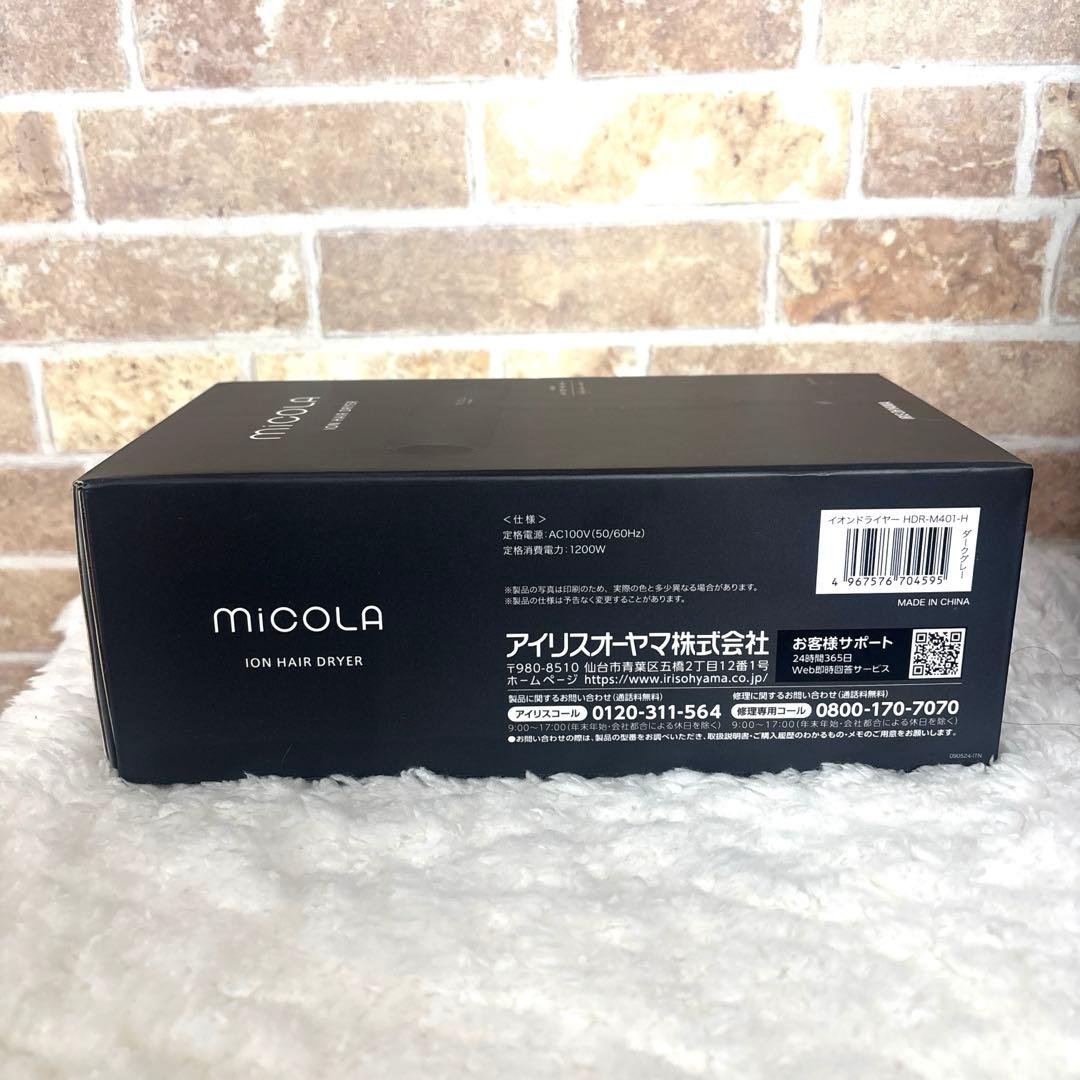 micola
ION HAIR DRYER
micola
ION HAIR DRYER
<仕様>
定格電源:AC100V(50/60Hz)
定格消費電力:1200W
※製品の写真は印刷のため、実際の色と多少異なる場合があります。
※製品の仕様は予告なく変更することがあります。
イオンドライヤー HDR-M401-H
ダークグレー
4 967576 704595
MADE IN CHINA
アイリスオーヤマ株式会社
〒980-8510 仙台市青葉区五橋2丁目12番1号
ホームページ https://www.irisohyama.co.jp/
お客様サポート
24時間365日
Web即時回答サービス
製品に関するお問い合わせ(通話料無料)
アイリスコール 0120-311-564
9:00～17:00(年末年始・会社都合による休日を除く)
修理に関するお問い合わせ(通話料無料)
修理専用コール 0800-170-7070
9:00～17:00(年末年始・会社都合による休日を除く)
●お問い合わせの際は、製品の型番をお調べいただき、取扱説明書・ご購入履歴のわかるもの・メモのご用意をお願いします。
090524-ITN